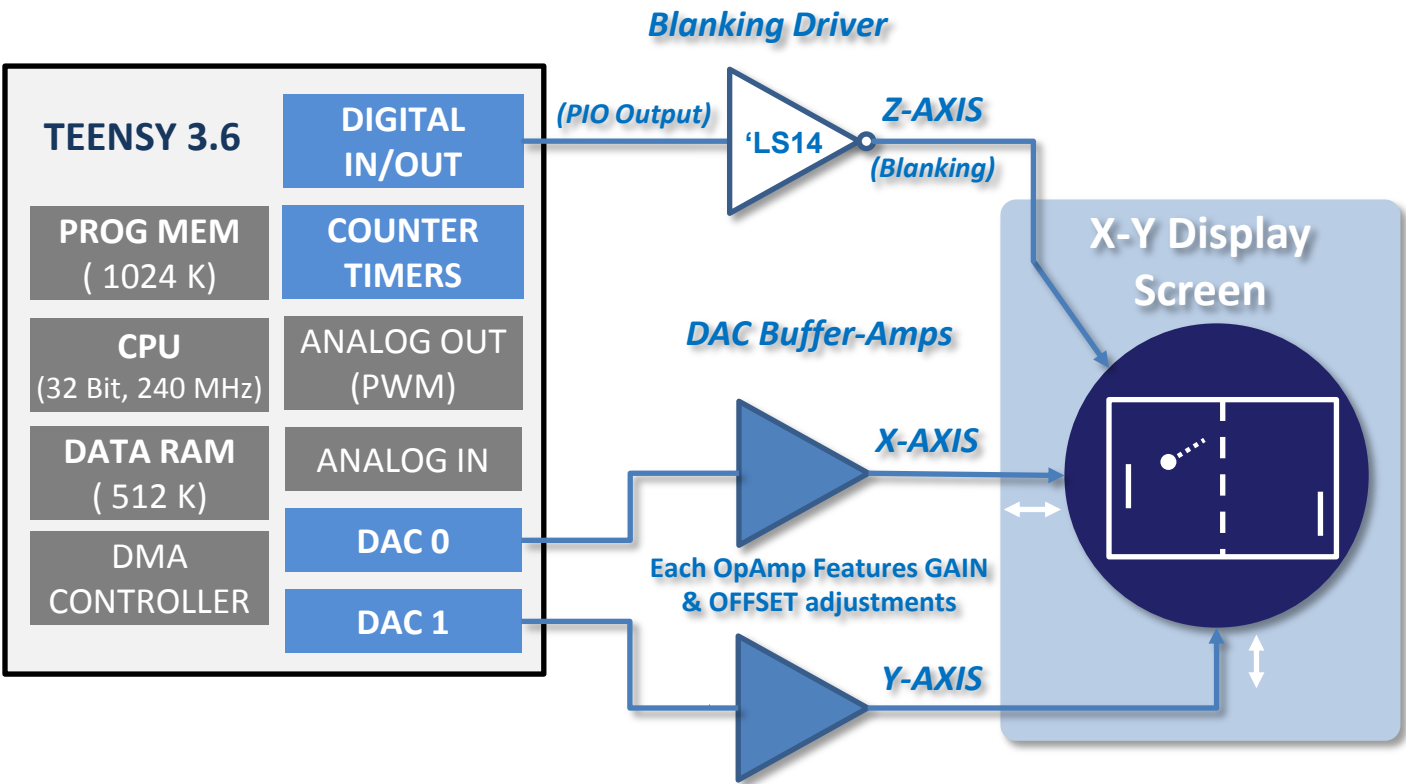 Blanking Driver
TEENSY 3.6
DIGITAL
IN/OUT
(PIO Output)
‘LS14
Z-AXIS
(Blanking)
PROG MEM
( 1024 K)
COUNTER
TIMERS
X-Y Display
Screen
CPU
(32 Bit, 240 MHz)
ANALOG OUT
(PWM)
DAC Buffer-Amps
DATA RAM
( 512 K)
ANALOG IN
X-AXIS
DMA
CONTROLLER
DAC 0
Each OpAmp Features GAIN
& OFFSET adjustments
DAC 1
Y-AXIS